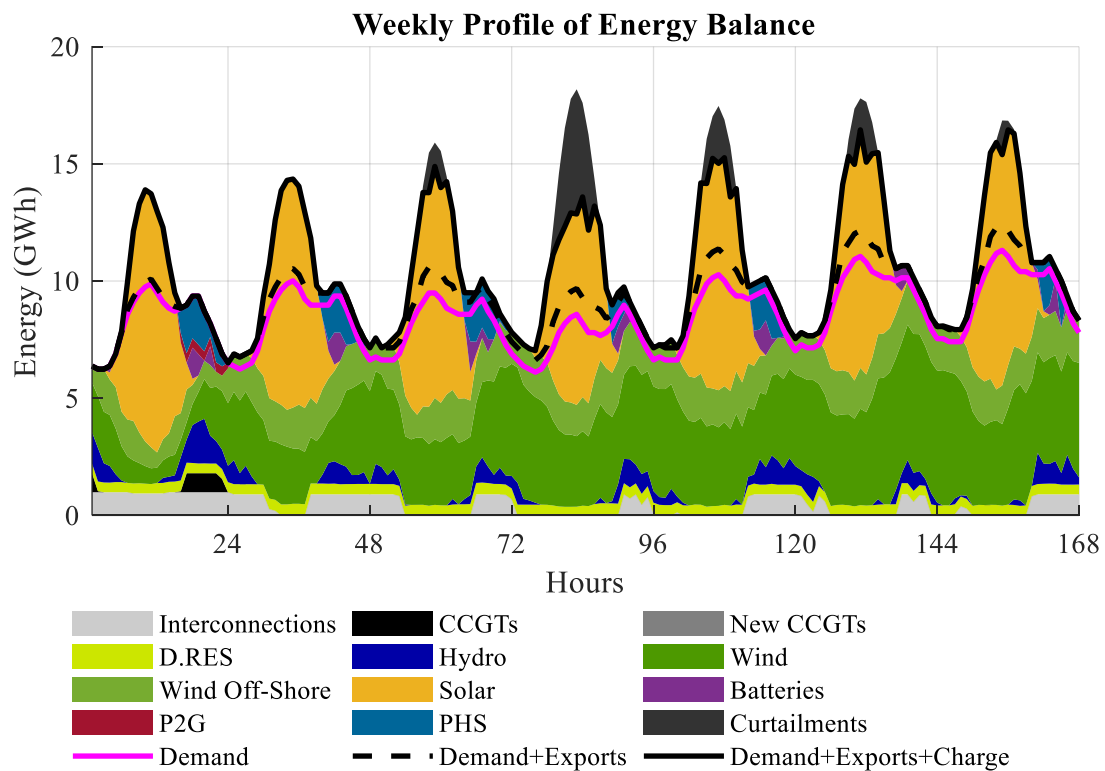 Weekly Profile of Energy Balance
20
15
10
5
0
Energy (GWh)
24 48 72 96 120 144 168
Hours
Interconnections CCGTs New CCGTs
D.RES Hydro Wind
Wind Off-Shore Solar Batteries
P2G PHS Curtailments
Demand Demand+Exports Demand+Exports+Charge